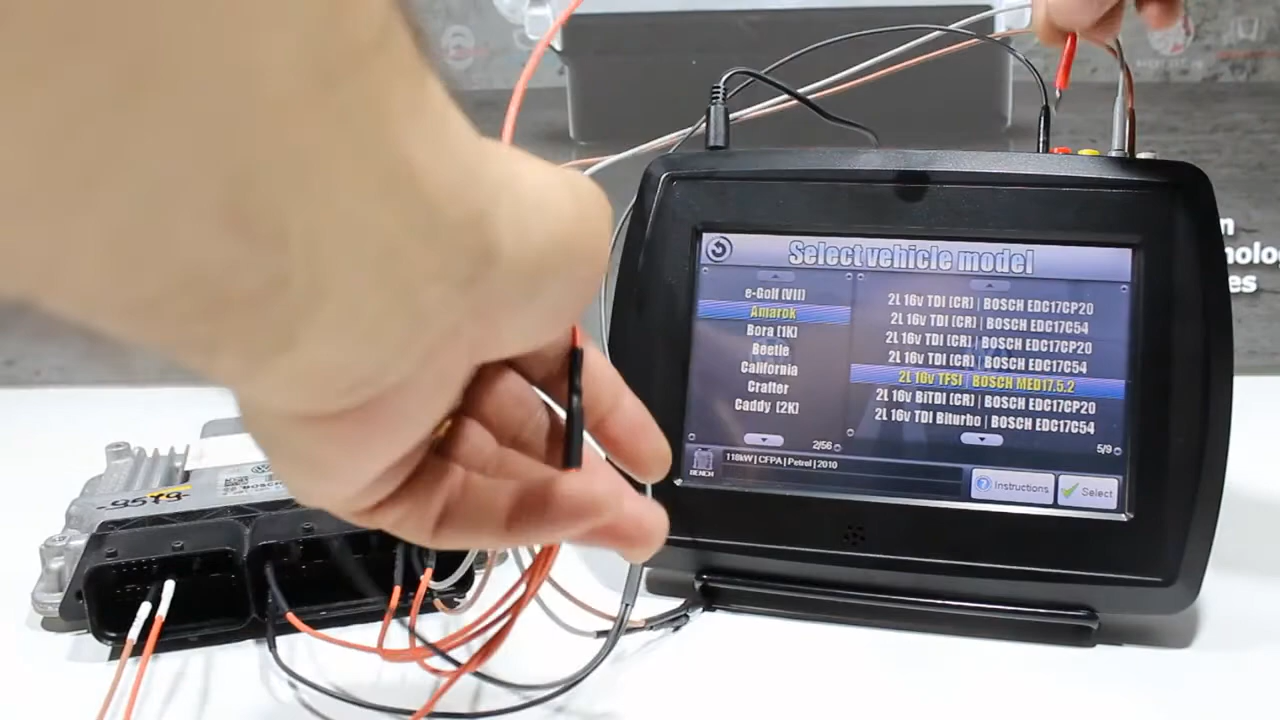 Select vehicle model
e-Golf (VII)
Amarok
Bora (1K)
Beetle
California
Crafter
Caddy (2K)
2/56
2L 16v TDI (CR) | BOSCH EDC17CP20
2L 16v TDI (CR) | BOSCH EDC17C54
2L 16v TDI (CR) | BOSCH EDC17CP20
2L 16v TDI (CR) | BOSCH EDC17C54
2L 16v TFSI | BOSCH MED17.5.2
2L 16v BiTDI (CR) | BOSCH EDC17CP20
2L 16v TDI Biturbo | BOSCH EDC17C54
5/9
BENCH
118kW | CFPA | Petrol | 2010
Instructions
Select
-9579-